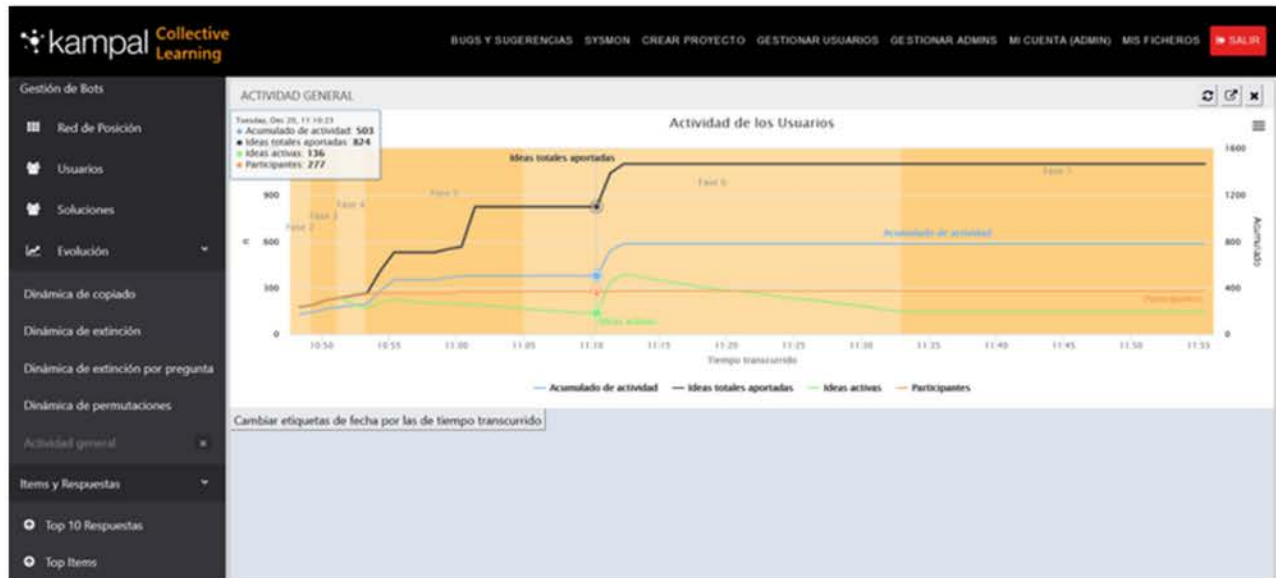 kampal Collective Learning
BUGS Y SUGERENCIAS SYSMON CREAR PROYECTO GESTIONAR USUARIOS GESTIONAR ADMINS MI CUENTA (ADMIN) MIS FICHEROS SALIR
Gestión de Bots
Red de Posición
Usuarios
Soluciones
Evolución
Dinámica de copiado
Dinámica de extinción
Dinámica de extinción por pregunta
Dinámica de permutaciones
Actividad general
Items y Respuestas
Top 10 Respuestas
Top Items
ACTIVIDAD GENERAL
Actividad de los Usuarios
Tuesday, Dec 20, 11:10:23
Acumulado de actividad: 503
Ideas totales aportadas: 824
Ideas activas: 136
Participantes: 277
Ideas totales aportadas
Fase 2
Fase 3
Fase 4
Fase 5
Fase 6
Fase 7
Acumulado de actividad
Participantes
Ideas activas
900
600
300
0
n
1600
1200
800
400
0
Acumulado
10:50 10:55 11:00 11:05 11:10 11:15 11:20 11:25 11:30 11:35 11:40 11:45 11:50 11:55
Tiempo transcurrido
Acumulado de actividad Ideas totales aportadas Ideas activas Participantes
Cambiar etiquetas de fecha por las de tiempo transcurrido